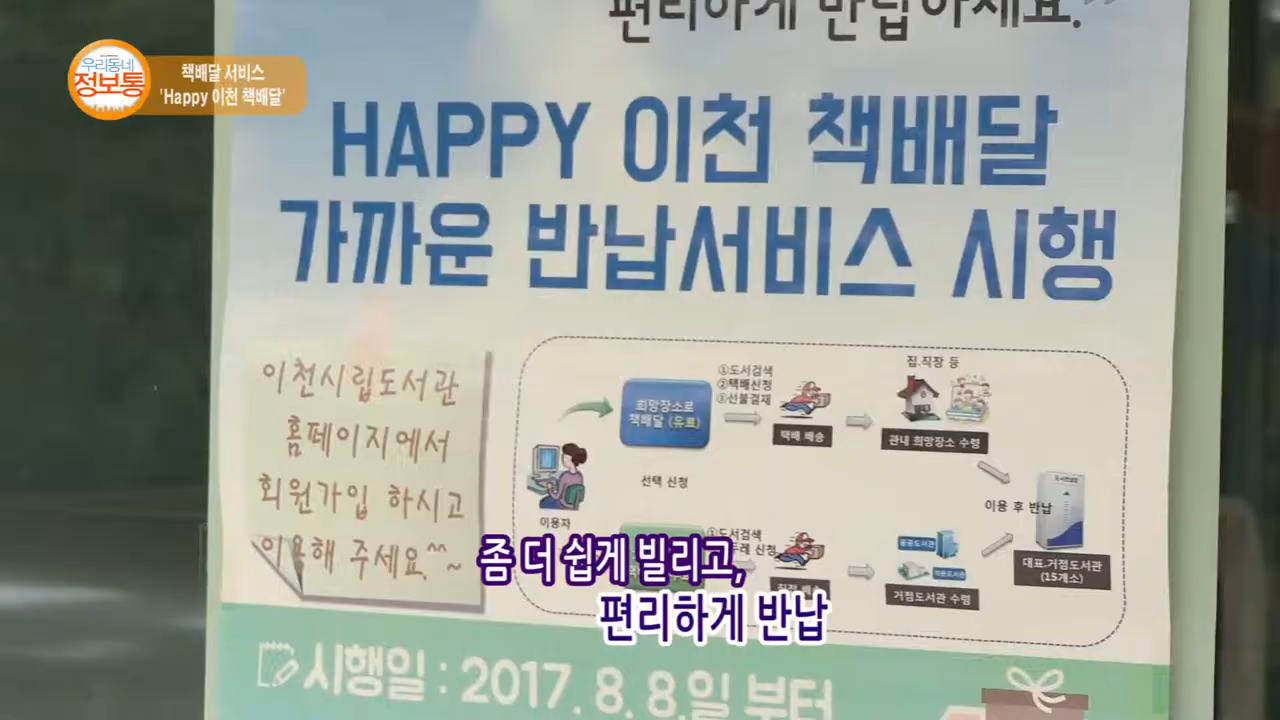 편리하게 반납하세요.^^
우리동네
정보통
책배달 서비스
'Happy 이천 책배달'
HAPPY 이천 책배달
가까운 반납서비스 시행
이천시립도서관
홈페이지에서
회원가입 하시고
이용해 주세요.^^~
이용자
희망장소로
책배달 (유료)
선택 신청
①도서검색
②택배신청
③선불결재
택배 배송
집.직장 등
관내 희망장소 수령
이용 후 반납
대표.거점도서관
(15개소)
①도서검색
신청
거점도서관 수령
좀 더 쉽게 빌리고,
편리하게 반납
시행일 : 2017. 8. 8.일 부터